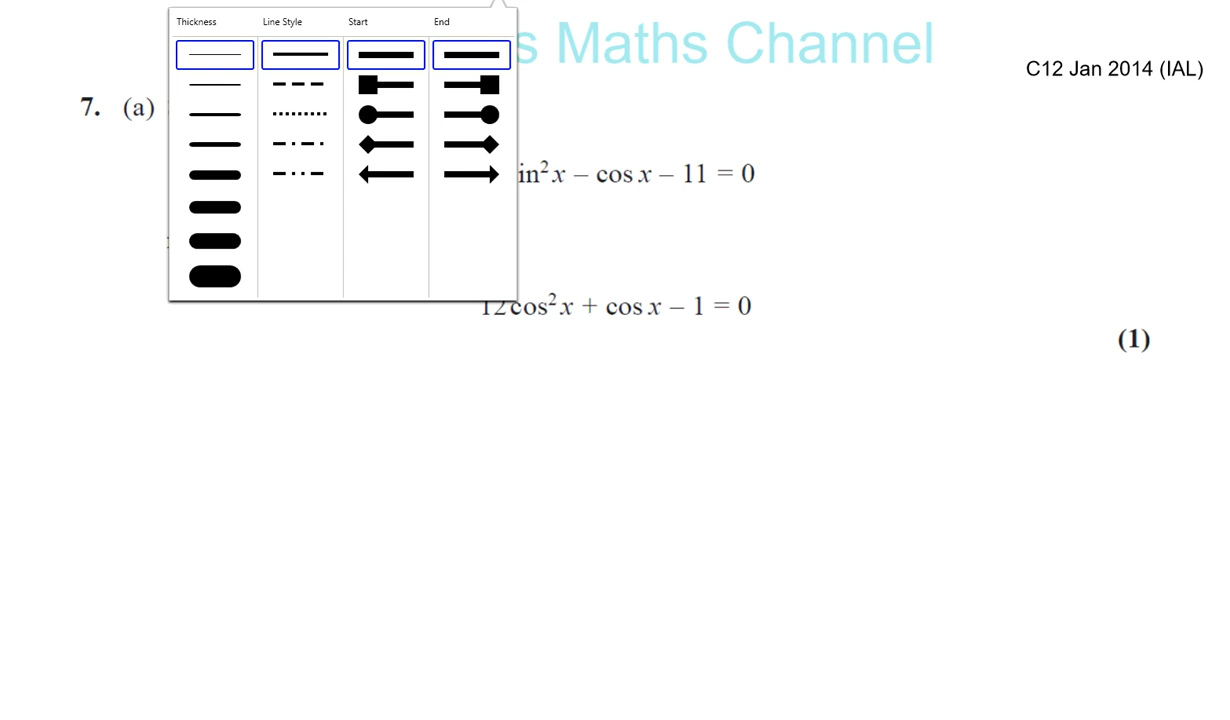 Thickness Line Style Start End
s Maths Channel
C12 Jan 2014 (IAL)
7. (a)
in²x – cos x – 11 = 0
12cos²x + cos x – 1 = 0
(1)